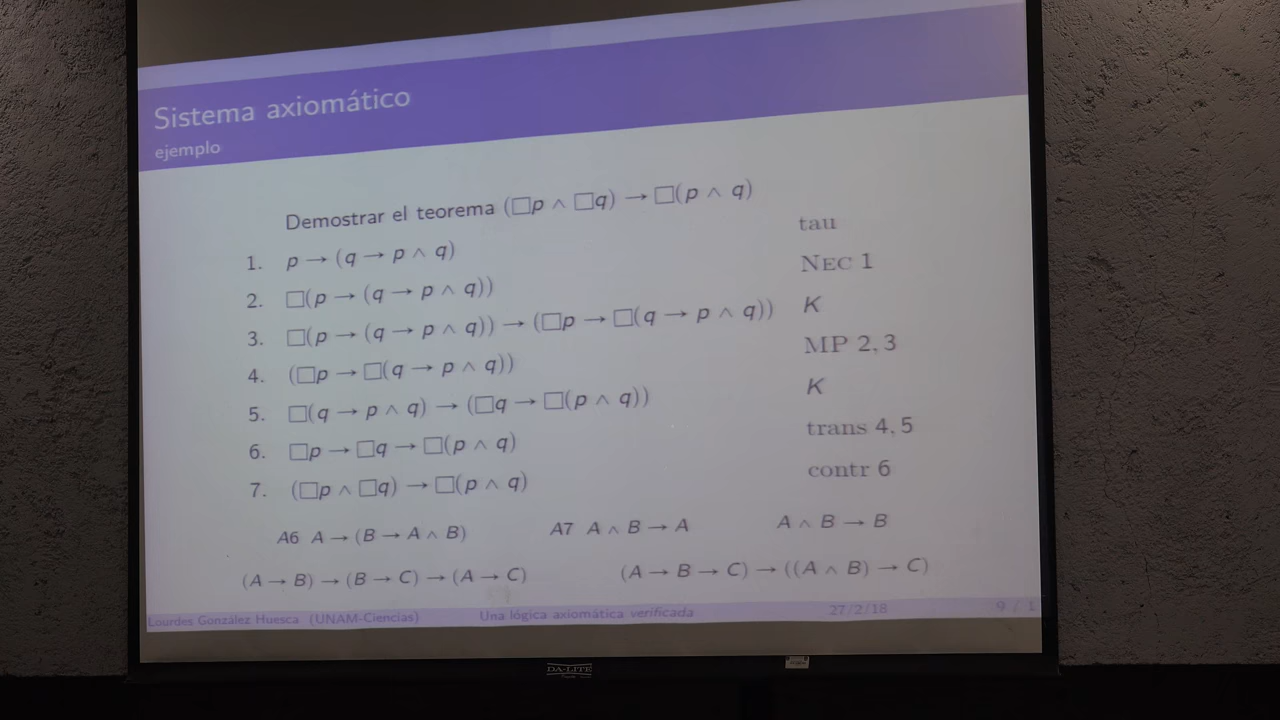 Sistema axiomático
ejemplo
Demostrar el teorema (□p ∧ □q) → □(p ∧ q)
1. p → (q → p ∧ q) tau
2. □(p → (q → p ∧ q)) Nec 1
3. □(p → (q → p ∧ q)) → (□p → □(q → p ∧ q)) K
4. (□p → □(q → p ∧ q)) MP 2, 3
5. □(q → p ∧ q) → (□q → □(p ∧ q)) K
6. □p → □q → □(p ∧ q) trans 4, 5
7. (□p ∧ □q) → □(p ∧ q) contr 6
A6 A → (B → A ∧ B) A7 A ∧ B → A A ∧ B → B
(A → B) → (B → C) → (A → C) (A → B → C) → ((A ∧ B) → C)
Lourdes González Huesca (UNAM-Ciencias) Una lógica axiomática verificada 27/2/18 9 / 1
DA-LITE